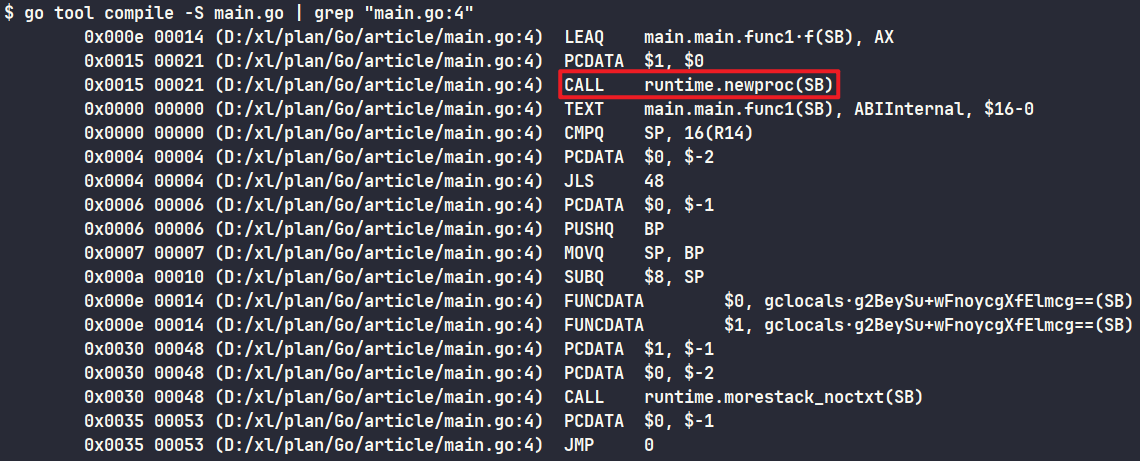 $ go tool compile -S main.go | grep "main.go:4"
0x000e 00014 (D:/xl/plan/Go/article/main.go:4) LEAQ main.main.func1·f(SB), AX
0x0015 00021 (D:/xl/plan/Go/article/main.go:4) PCDATA $1, $0
0x0015 00021 (D:/xl/plan/Go/article/main.go:4) CALL runtime.newproc(SB)
0x0000 00000 (D:/xl/plan/Go/article/main.go:4) TEXT main.main.func1(SB), ABIInternal, $16-0
0x0000 00000 (D:/xl/plan/Go/article/main.go:4) CMPQ SP, 16(R14)
0x0004 00004 (D:/xl/plan/Go/article/main.go:4) PCDATA $0, $-2
0x0004 00004 (D:/xl/plan/Go/article/main.go:4) JLS 48
0x0006 00006 (D:/xl/plan/Go/article/main.go:4) PCDATA $0, $-1
0x0006 00006 (D:/xl/plan/Go/article/main.go:4) PUSHQ BP
0x0007 00007 (D:/xl/plan/Go/article/main.go:4) MOVQ SP, BP
0x000a 00010 (D:/xl/plan/Go/article/main.go:4) SUBQ $8, SP
0x000e 00014 (D:/xl/plan/Go/article/main.go:4) FUNCDATA $0, gclocals·g2BeySu+wFnoycgXfElmcg==(SB)
0x000e 00014 (D:/xl/plan/Go/article/main.go:4) FUNCDATA $1, gclocals·g2BeySu+wFnoycgXfElmcg==(SB)
0x0030 00048 (D:/xl/plan/Go/article/main.go:4) PCDATA $1, $-1
0x0030 00048 (D:/xl/plan/Go/article/main.go:4) PCDATA $0, $-2
0x0030 00048 (D:/xl/plan/Go/article/main.go:4) CALL runtime.morestack_noctxt(SB)
0x0035 00053 (D:/xl/plan/Go/article/main.go:4) PCDATA $0, $-1
0x0035 00053 (D:/xl/plan/Go/article/main.go:4) JMP 0